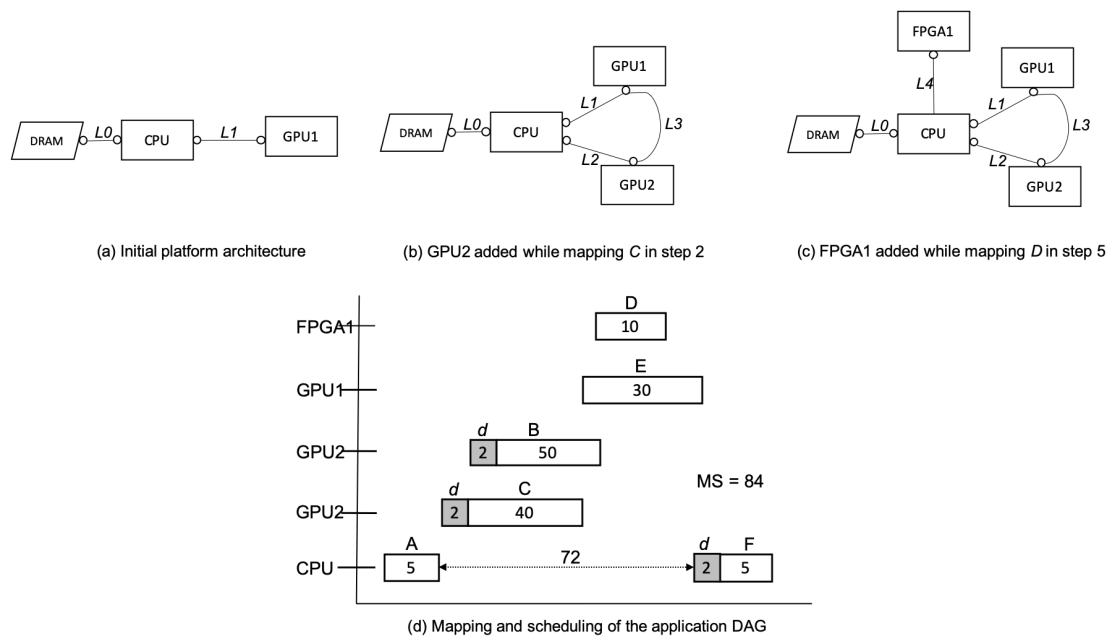 DRAM
L0
CPU
L1
GPU1
(a) Initial platform architecture
DRAM
L0
CPU
L1
GPU1
L3
L2
GPU2
(b) GPU2 added while mapping C in step 2
FPGA1
L4
DRAM
L0
CPU
L1
GPU1
L3
L2
GPU2
(c) FPGA1 added while mapping D in step 5
D
FPGA1
10
E
GPU1
30
d B
GPU2
2 50
MS = 84
d C
GPU2
2 40
A 72 d F
CPU
5 2 5
(d) Mapping and scheduling of the application DAG